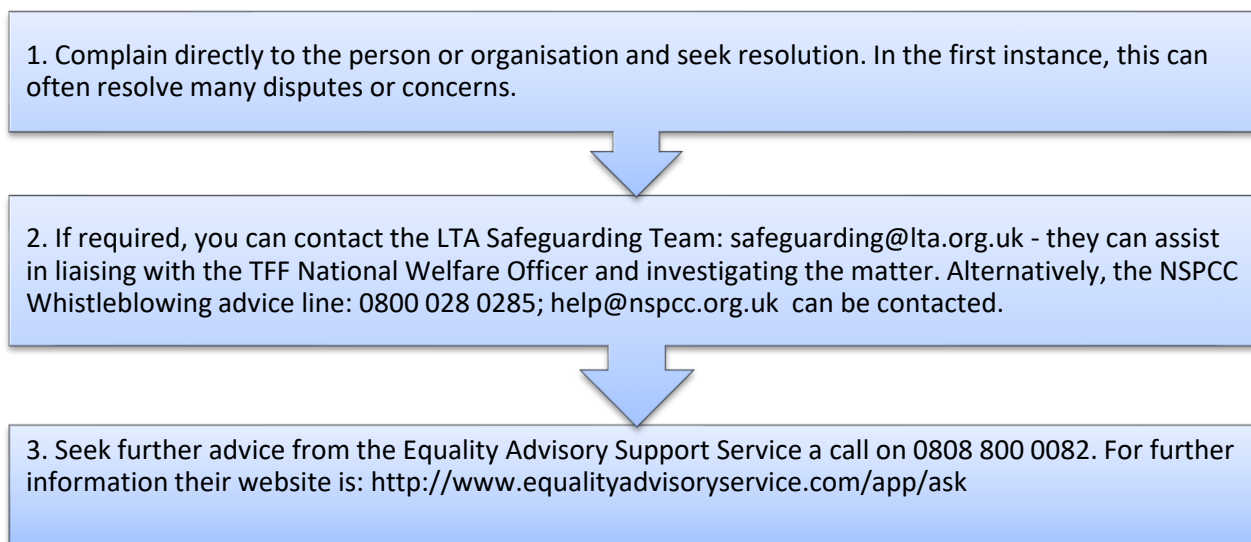 1. Complain directly to the person or organisation and seek resolution. In the first instance, this can
often resolve many disputes or concerns.
2. If required, you can contact the LTA Safeguarding Team: safeguarding@lta.org.uk - they can assist
in liaising with the TFF National Welfare Officer and investigating the matter. Alternatively, the NSPCC
Whistleblowing advice line: 0800 028 0285; help@nspcc.org.uk  can be contacted.
3. Seek further advice from the Equality Advisory Support Service a call on 0808 800 0082. For further
information their website is: http://www.equalityadvisoryservice.com/app/ask